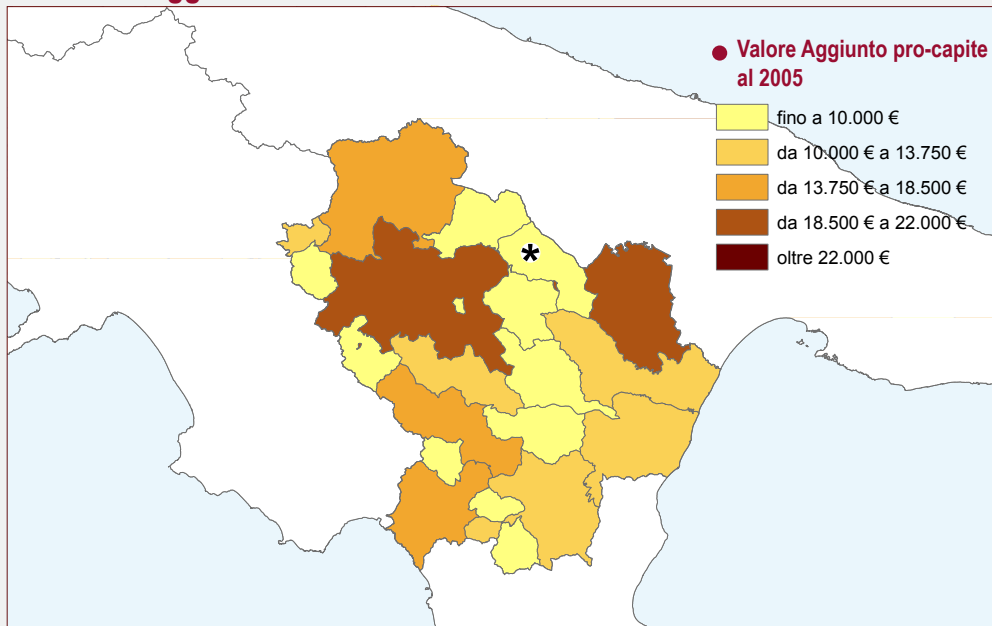 gg
● Valore Aggiunto pro-capite
al 2005
fino a 10.000 €
da 10.000 € a 13.750 €
da 13.750 € a 18.500 €
da 18.500 € a 22.000 €
oltre 22.000 €
*